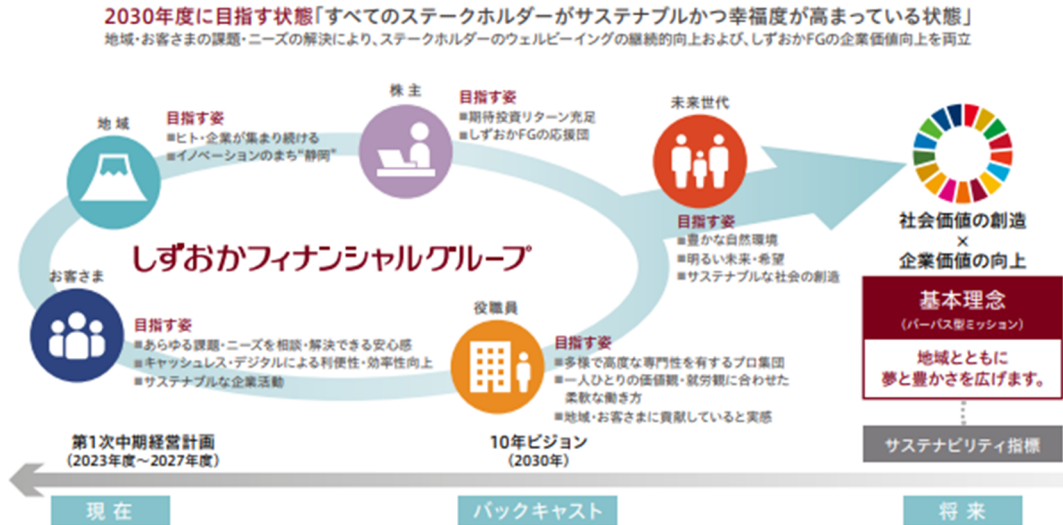 2030年度に目指す状態「すべてのステークホルダーがサステナブルかつ幸福度が高まっている状態」
地域・お客さまの課題・ニーズの解決により、ステークホルダーのウェルビーイングの継続的向上および、しずおかFGの企業価値向上を両立
地域
目指す姿
■ヒト・企業が集まり続ける
■イノベーションのまち“静岡”
株主
目指す姿
■期待投資リターン充足
■しずおかFGの応援団
未来世代
目指す姿
■豊かな自然環境
■明るい未来・希望
■サステナブルな社会の創造
しずおかフィナンシャルグループ
お客さま
目指す姿
■あらゆる課題・ニーズを相談・解決できる安心感
■キャッシュレス・デジタルによる利便性・効率性向上
■サステナブルな企業活動
役職員
目指す姿
■多様で高度な専門性を有するプロ集団
■一人ひとりの価値観・就労観に合わせた
柔軟な働き方
■地域・お客さまに貢献していると実感
社会価値の創造
×
企業価値の向上
基本理念
（パーパス型ミッション）
地域とともに
夢と豊かさを広げます。
サステナビリティ指標
第1次中期経営計画
（2023年度～2027年度）
10年ビジョン
（2030年）
現在
バックキャスト
将来